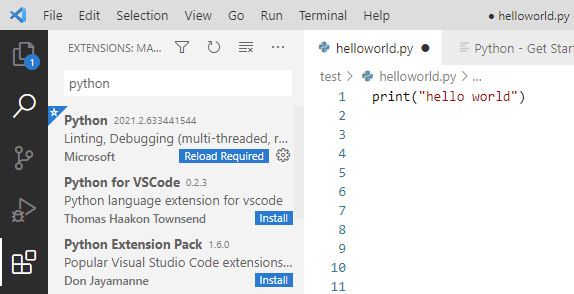 File Edit Selection View Go Run Terminal Help ● helloworld.py
EXTENSIONS: MA...
helloworld.py ● Python - Get Start
python
test > helloworld.py > ...
1
Python 2021.2.633441544
Linting, Debugging (multi-threaded, r...
Microsoft Reload Required
Python for VSCode 0.2.3
Python language extension for vscode
Thomas Haakon Townsend Install
Python Extension Pack 1.6.0
Popular Visual Studio Code extensions...
Don Jayamanne Install
1 print("hello world")
2
3
4
5
6
7
8
9
10
11